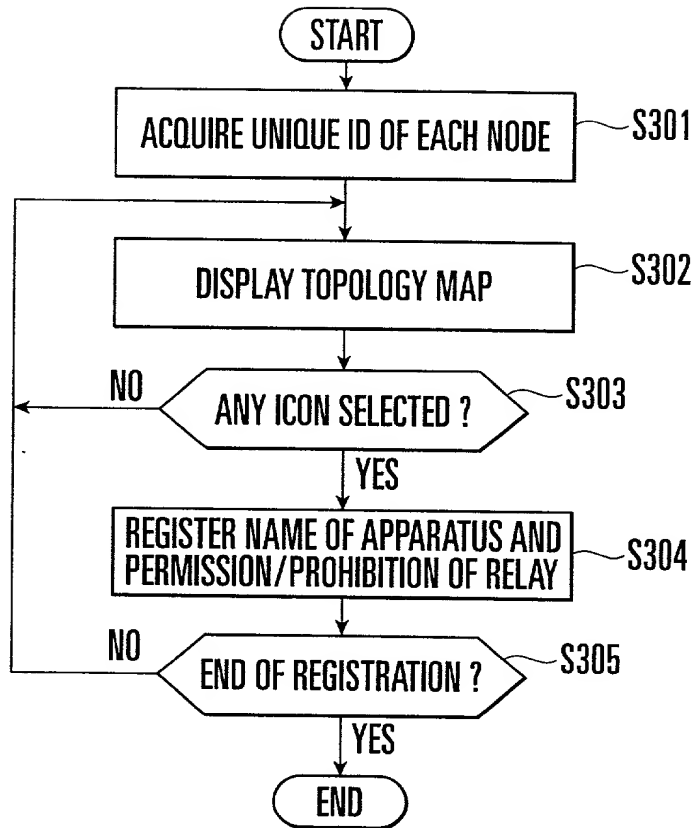 START
ACQUIRE UNIQUE ID OF EACH NODE
S301
DISPLAY TOPOLOGY MAP
S302
NO
ANY ICON SELECTED ?
S303
YES
REGISTER NAME OF APPARATUS AND
PERMISSION/PROHIBITION OF RELAY
S304
NO
END OF REGISTRATION ?
S305
YES
END